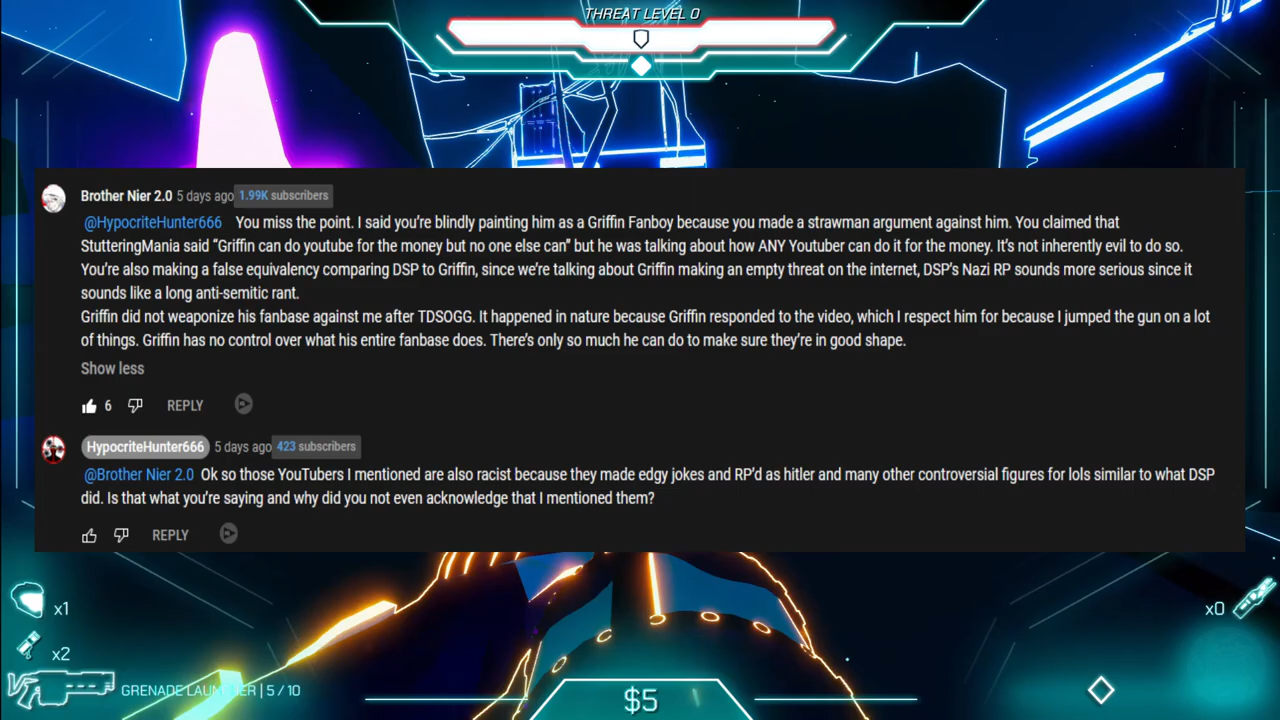 THREAT LEVEL 0
Brother Nier 2.0 5 days ago 1.99K subscribers
@HypocriteHunter666 You miss the point. I said you're blindly painting him as a Griffin Fanboy because you made a strawman argument against him. You claimed that
StutteringMania said “Griffin can do youtube for the money but no one else can” but he was talking about how ANY Youtuber can do it for the money. It's not inherently evil to do so.
You're also making a false equivalency comparing DSP to Griffin, since we're talking about Griffin making an empty threat on the internet, DSP's Nazi RP sounds more serious since it
sounds like a long anti-semitic rant.
Griffin did not weaponize his fanbase against me after TDSOGG. It happened in nature because Griffin responded to the video, which I respect him for because I jumped the gun on a lot
of things. Griffin has no control over what his entire fanbase does. There's only so much he can do to make sure they're in good shape.
Show less
6 REPLY
HypocriteHunter666 5 days ago 423 subscribers
@Brother Nier 2.0 Ok so those YouTubers I mentioned are also racist because they made edgy jokes and RP'd as hitler and many other controversial figures for lols similar to what DSP
did. Is that what you're saying and why did you not even acknowledge that I mentioned them?
REPLY
x1
x0
x2
GRENADE LAUNCHER | 5 / 10
$5